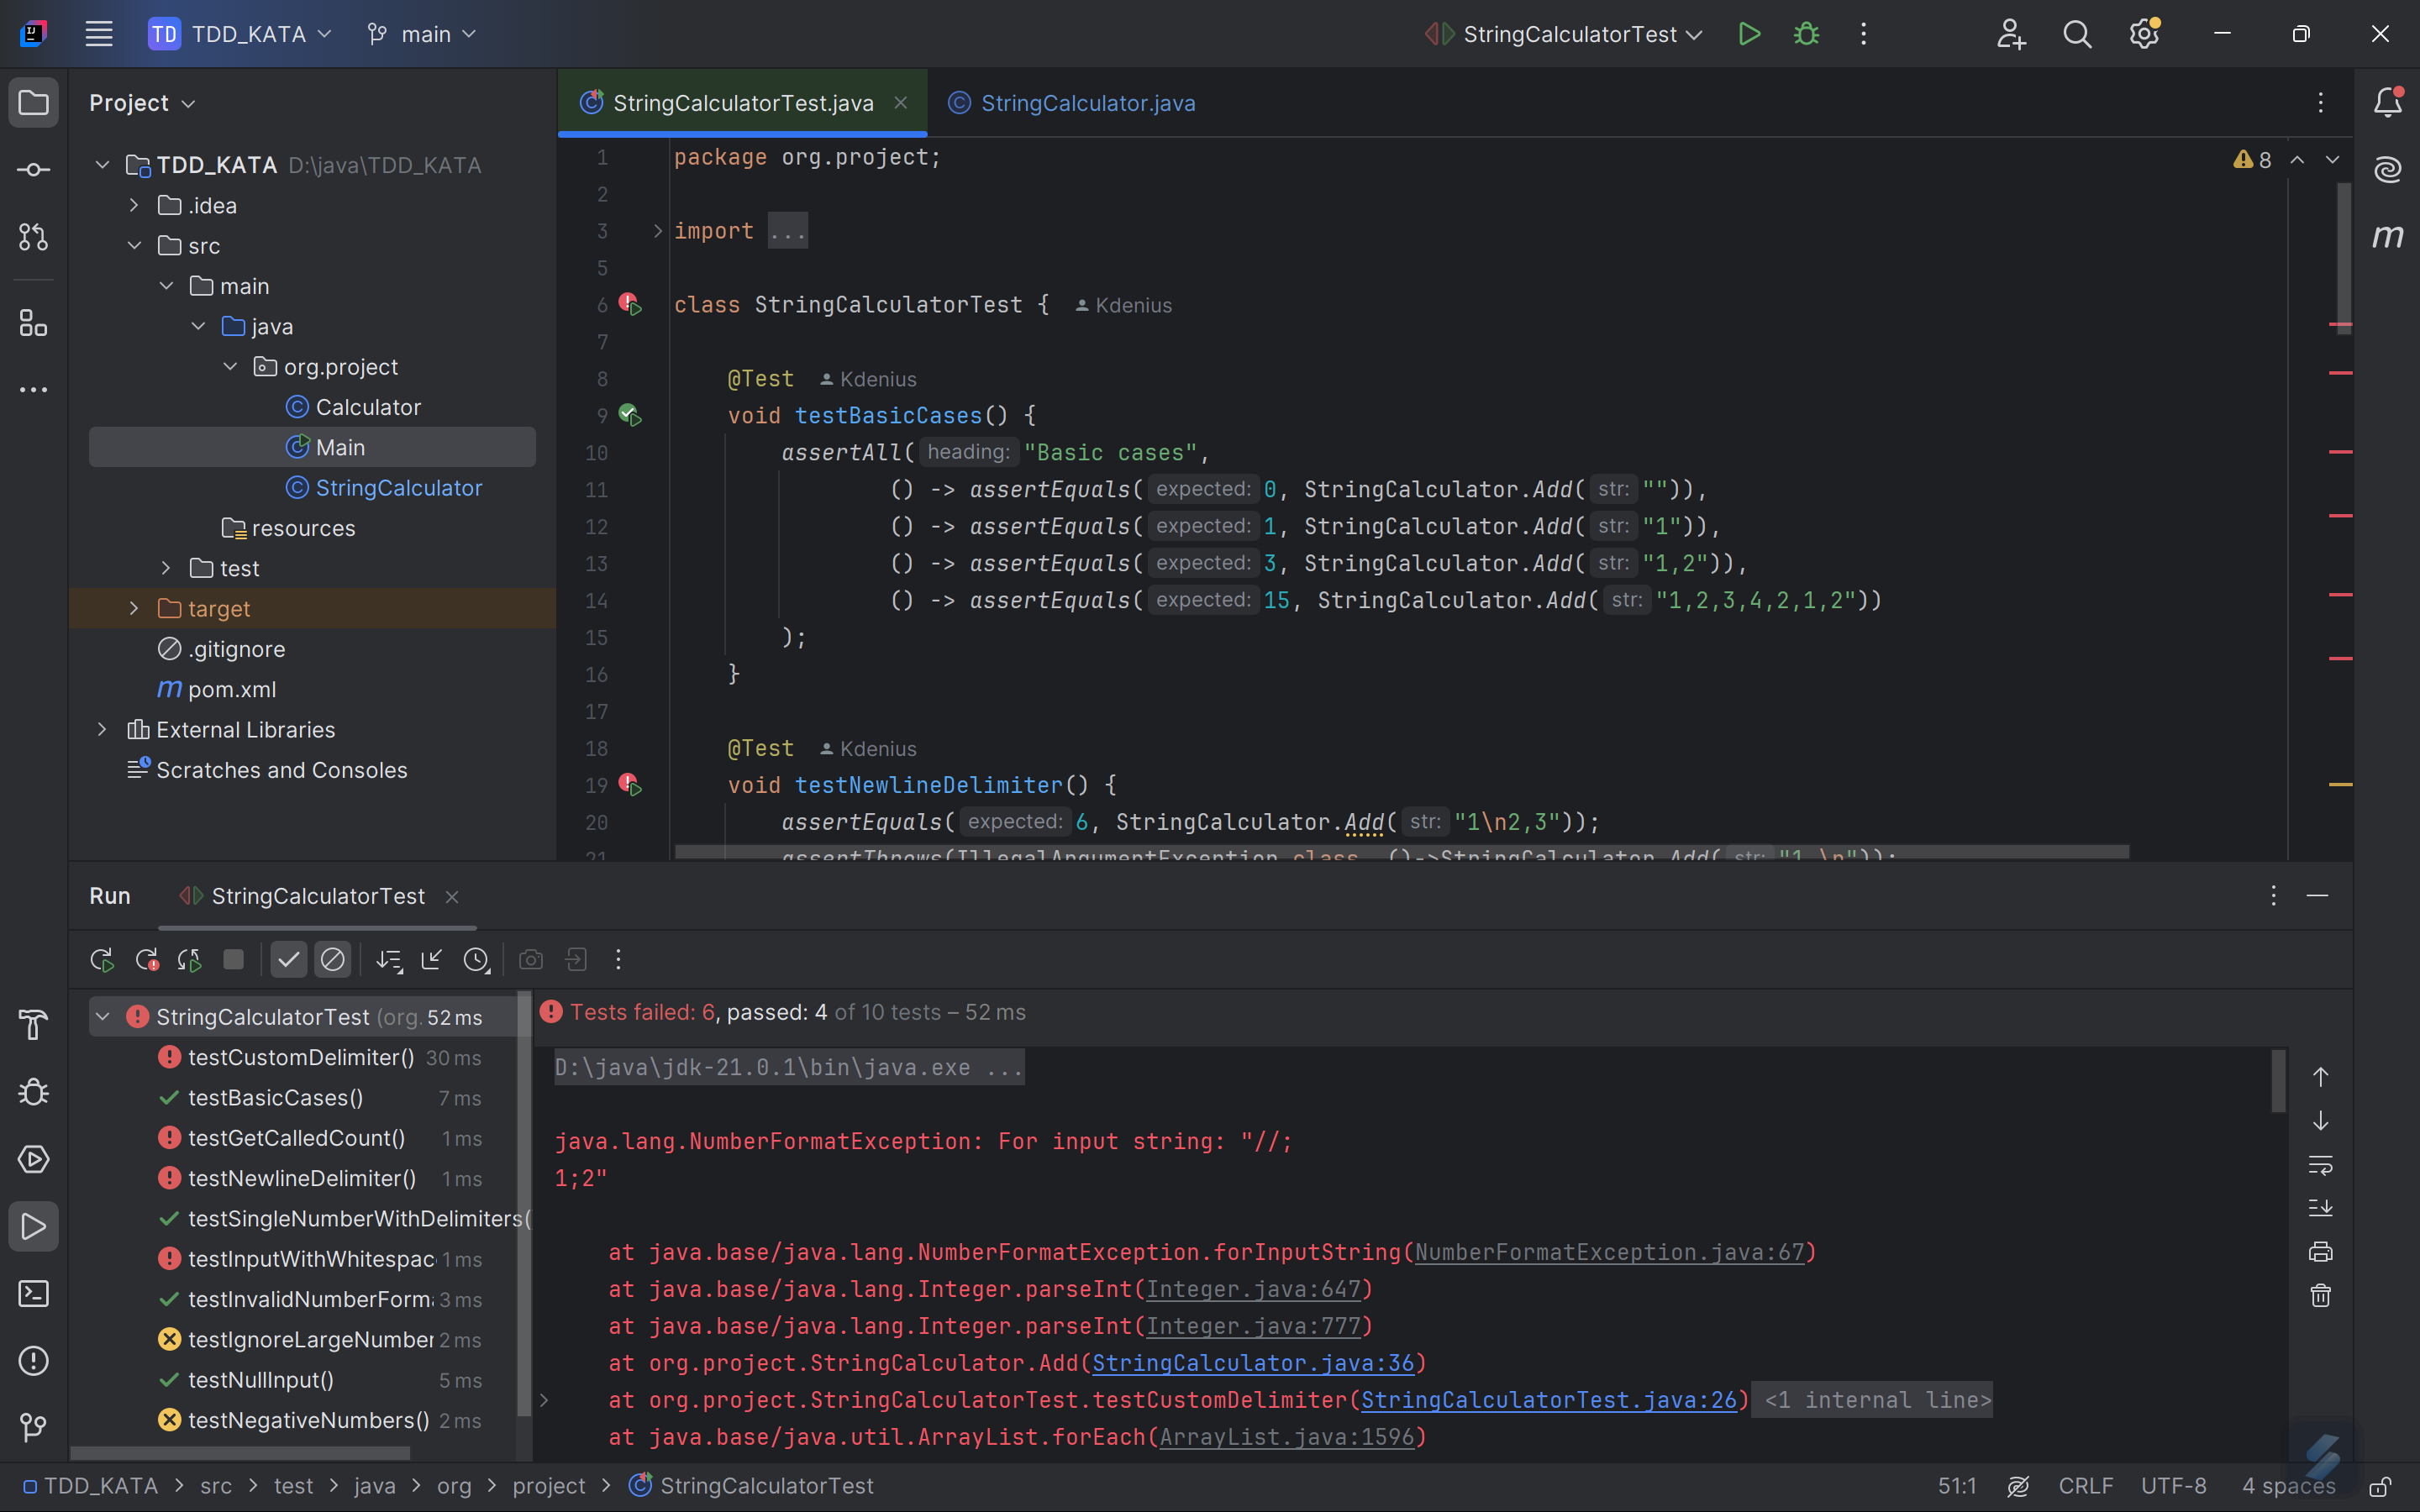 TD TDD_KATA main StringCalculatorTest
Project
StringCalculatorTest.java StringCalculator.java
TDD_KATA D:\java\TDD_KATA
.idea
src
main
java
org.project
Calculator
Main
StringCalculator
resources
test
target
.gitignore
m pom.xml
External Libraries
Scratches and Consoles
8
m
1 package org.project;
2
3 import ...
5
6 class StringCalculatorTest { Kdenius
7
8 @Test Kdenius
9 void testBasicCases() {
10 assertAll( heading: "Basic cases",
11 () -> assertEquals( expected: 0, StringCalculator.Add( str: "")),
12 () -> assertEquals( expected: 1, StringCalculator.Add( str: "1")),
13 () -> assertEquals( expected: 3, StringCalculator.Add( str: "1,2")),
14 () -> assertEquals( expected: 15, StringCalculator.Add( str: "1,2,3,4,2,1,2"))
15 );
16 }
17
18 @Test Kdenius
19 void testNewlineDelimiter() {
20 assertEquals( expected: 6, StringCalculator.Add( str: "1\n2,3"));
21 assertThrows(IllegalArgumentException.class, ()->StringCalculator.Add( str:
Run StringCalculatorTest
StringCalculatorTest (org. 52 ms
testCustomDelimiter() 30 ms
testBasicCases() 7 ms
testGetCalledCount() 1 ms
testNewlineDelimiter() 1 ms
testSingleNumberWithDelimiters(
testInputWithWhitespac 1 ms
testInvalidNumberForm 3 ms
testIgnoreLargeNumber 2 ms
testNullInput() 5 ms
testNegativeNumbers() 2 ms
Tests failed: 6, passed: 4 of 10 tests – 52 ms
D:\java\jdk-21.0.1\bin\java.exe ...
java.lang.NumberFormatException: For input string: "//;
1;2"
at java.base/java.lang.NumberFormatException.forInputString(NumberFormatException.java:67)
at java.base/java.lang.Integer.parseInt(Integer.java:647)
at java.base/java.lang.Integer.parseInt(Integer.java:777)
at org.project.StringCalculator.Add(StringCalculator.java:36)
at org.project.StringCalculatorTest.testCustomDelimiter(StringCalculatorTest.java:26) <1 internal line>
at java.base/java.util.ArrayList.forEach(ArrayList.java:1596)
TDD_KATA > src > test > java > org > project > StringCalculatorTest 51:1 CRLF UTF-8 4 spaces